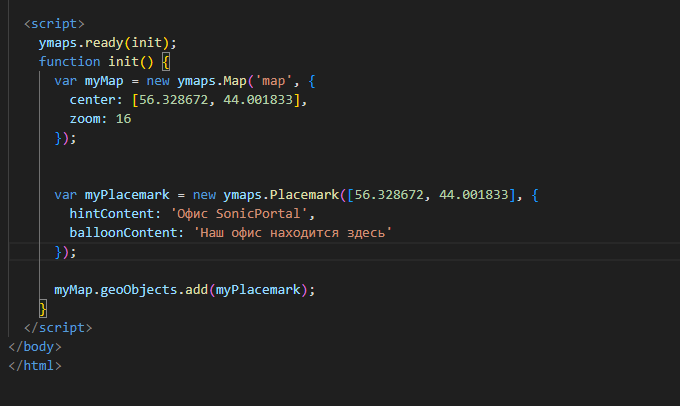 <script>
ymaps.ready(init);
function init() {
var myMap = new ymaps.Map('map', {
center: [56.328672, 44.001833],
zoom: 16
});
var myPlacemark = new ymaps.Placemark([56.328672, 44.001833], {
hintContent: 'Офис SonicPortal',
balloonContent: 'Наш офис находится здесь'
});
myMap.geoObjects.add(myPlacemark);
}
</script>
</body>
</html>